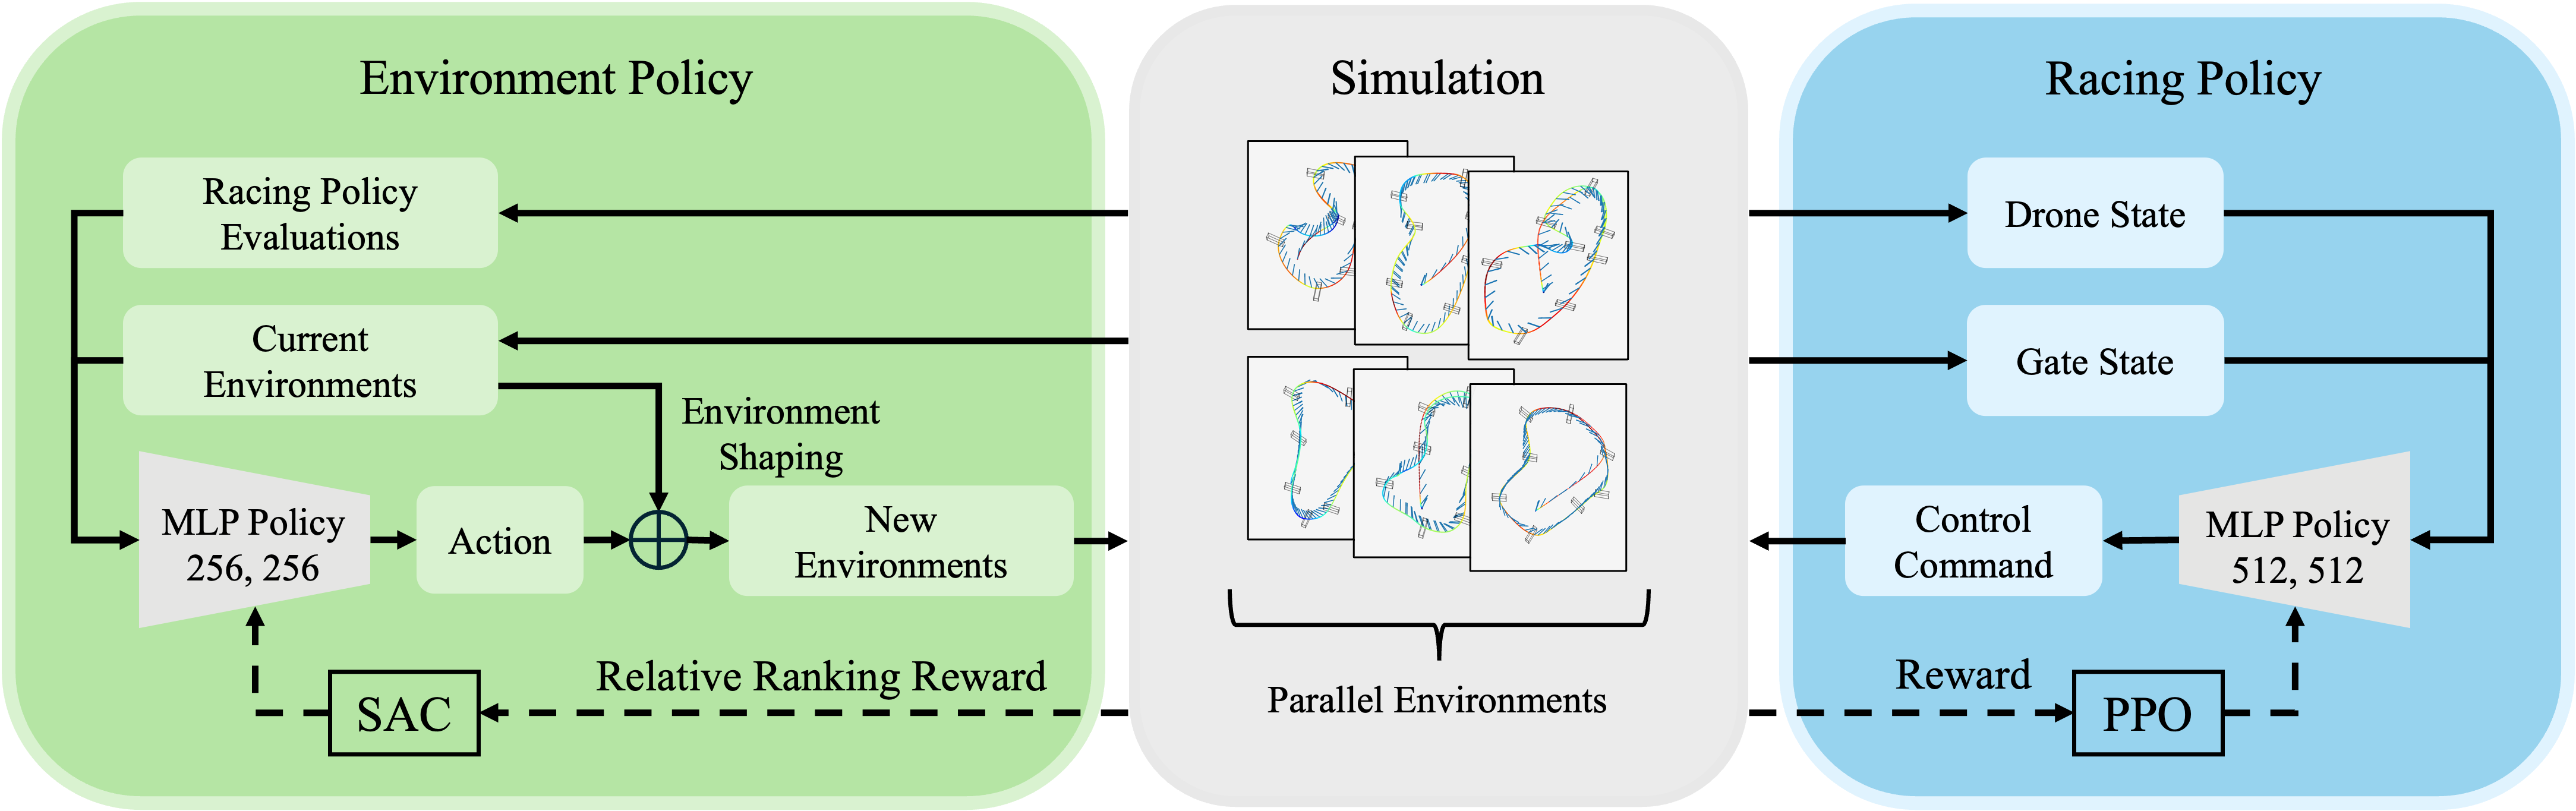 Environment Policy
Racing Policy
Evaluations
Current
Environments
Environment
Shaping
MLP Policy
256, 256
Action
New
Environments
Relative Ranking Reward
SAC
Simulation
Parallel Environments
Racing Policy
Drone State
Gate State
Control
Command
MLP Policy
512, 512
Reward
PPO